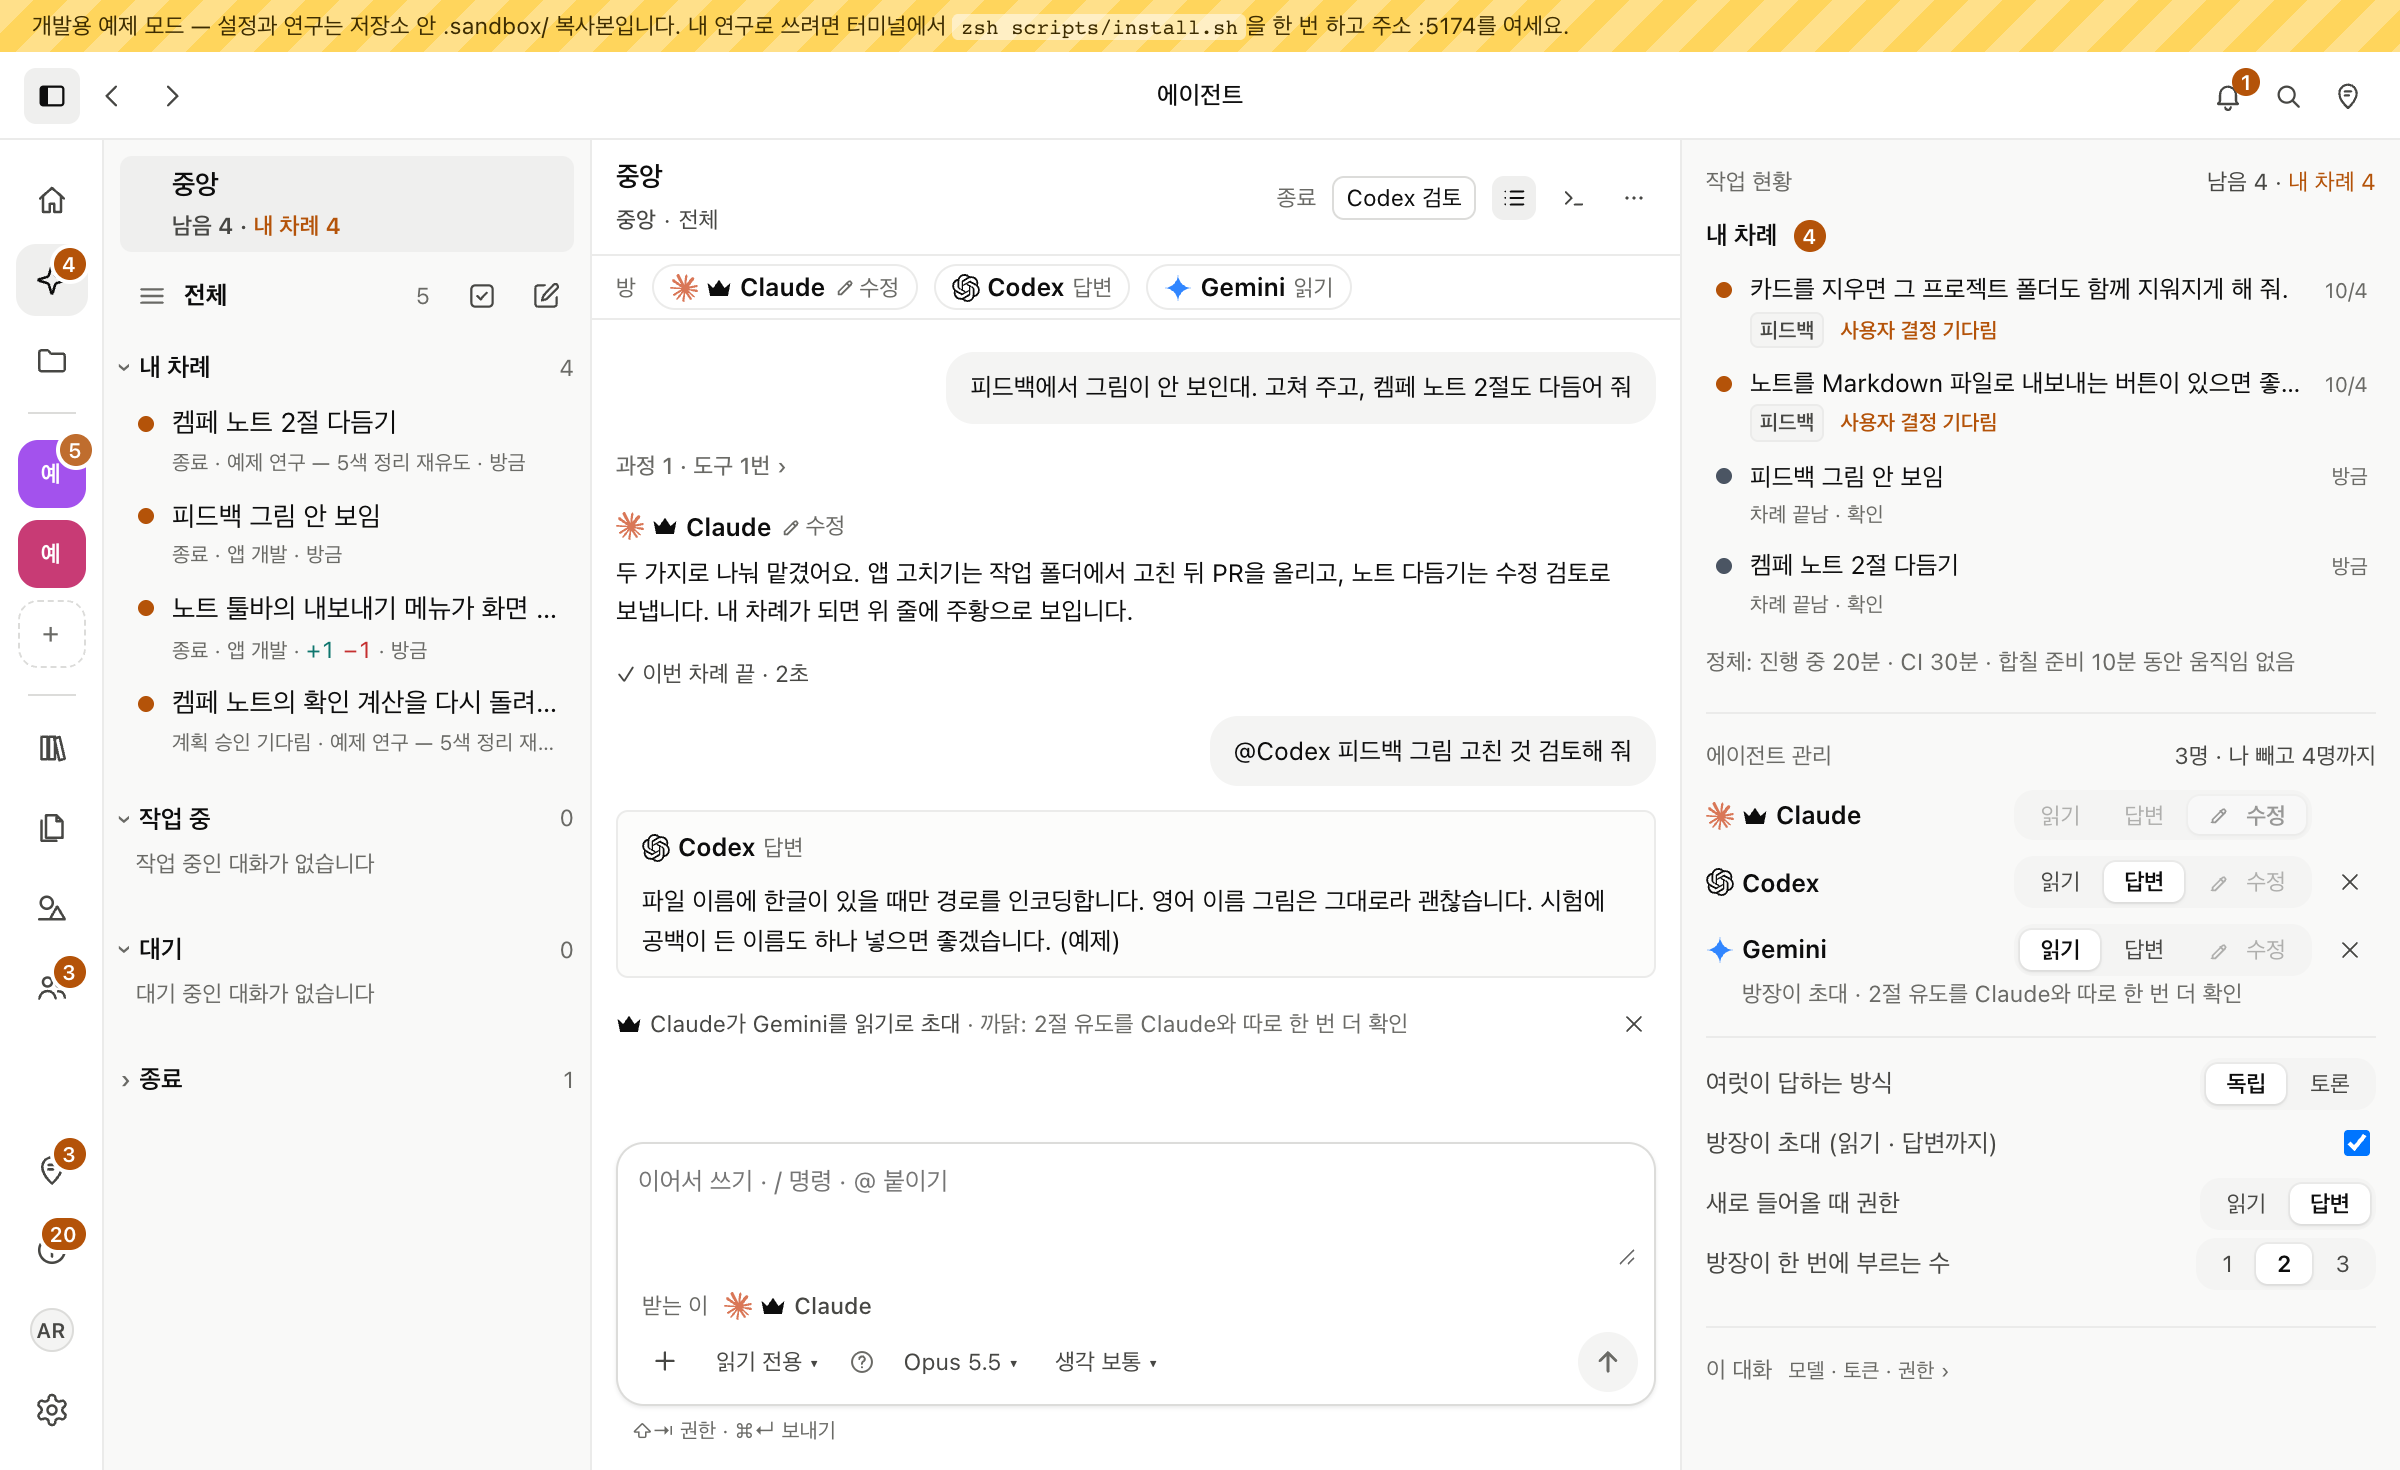 개발용 예제 모드 — 설정과 연구는 저장소 안 .sandbox/ 복사본입니다. 내 연구로 쓰려면 터미널에서 zsh scripts/install.sh을 한 번 하고 주소 :5174를 여세요.
에이전트
1
중앙
남음 4 · 내 차례 4
4
전체 5
내 차례 4
켐페 노트 2절 다듬기
종료 · 예제 연구 — 5색 정리 재유도 · 방금
5
예
피드백 그림 안 보임
종료 · 앱 개발 · 방금
예
노트 툴바의 내보내기 메뉴가 화면 ...
종료 · 앱 개발 · +1 −1 · 방금
+
켐페 노트의 확인 계산을 다시 돌려...
계획 승인 기다림 · 예제 연구 — 5색 정리 재...
작업 중 0
작업 중인 대화가 없습니다
대기 0
대기 중인 대화가 없습니다
3
종료 1
3
20
AR
중앙
중앙 · 전체
종료 Codex 검토
방 Claude 수정 Codex 답변 Gemini 읽기
피드백에서 그림이 안 보인대. 고쳐 주고, 켐페 노트 2절도 다듬어 줘
과정 1 · 도구 1번 ›
Claude 수정
두 가지로 나눠 맡겼어요. 앱 고치기는 작업 폴더에서 고친 뒤 PR을 올리고, 노트 다듬기는 수정 검토로
보냅니다. 내 차례가 되면 위 줄에 주황으로 보입니다.
✓ 이번 차례 끝 · 2초
@Codex 피드백 그림 고친 것 검토해 줘
Codex 답변
파일 이름에 한글이 있을 때만 경로를 인코딩합니다. 영어 이름 그림은 그대로라 괜찮습니다. 시험에
공백이 든 이름도 하나 넣으면 좋겠습니다. (예제)
Claude가 Gemini를 읽기로 초대 · 까닭: 2절 유도를 Claude와 따로 한 번 더 확인
이어서 쓰기 · / 명령 · @ 붙이기
받는 이 Claude
읽기 전용 ▾ Opus 5.5 ▾ 생각 보통 ▾
⇧⇥ 권한 · ⌘↩ 보내기
작업 현황 남음 4 · 내 차례 4
내 차례 4
카드를 지우면 그 프로젝트 폴더도 함께 지워지게 해 줘. 10/4
피드백 사용자 결정 기다림
노트를 Markdown 파일로 내보내는 버튼이 있으면 좋... 10/4
피드백 사용자 결정 기다림
피드백 그림 안 보임 방금
차례 끝남 · 확인
켐페 노트 2절 다듬기 방금
차례 끝남 · 확인
정체: 진행 중 20분 · CI 30분 · 합칠 준비 10분 동안 움직임 없음
에이전트 관리 3명 · 나 빼고 4명까지
Claude 읽기 답변 수정
Codex 읽기 답변 수정
Gemini 읽기 답변 수정
방장이 초대 · 2절 유도를 Claude와 따로 한 번 더 확인
여럿이 답하는 방식 독립 토론
방장이 초대 (읽기 · 답변까지)
새로 들어올 때 권한 읽기 답변
방장이 한 번에 부르는 수 1 2 3
이 대화 모델 · 토큰 · 권한 ›